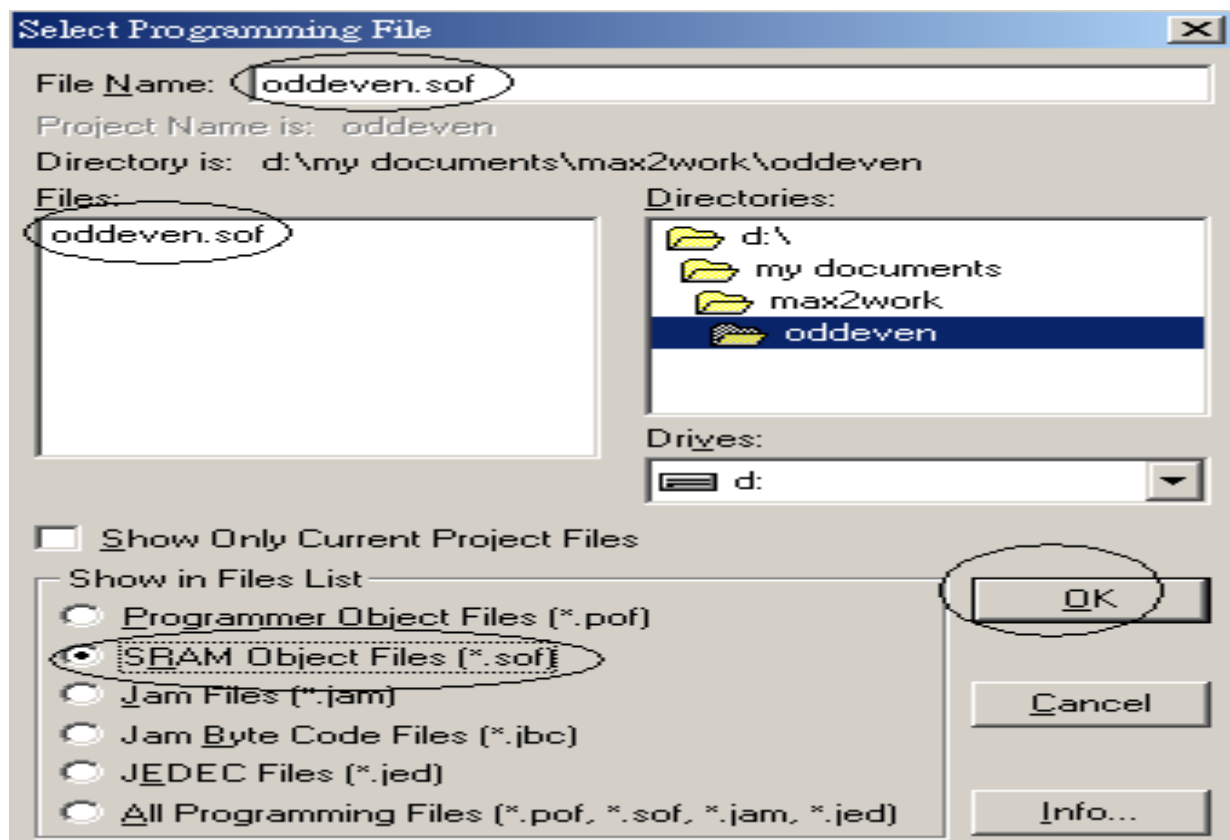 Select Programming File
File Name: oddeven.sof
Project Name is: oddeven
Directory is: d:\my documents\max2work\oddeven
Files:
oddeven.sof
Directories:
d:\
my documents
max2work
oddeven
Drives:
d:
Show Only Current Project Files
Show in Files List
Programmer Object Files (*.pof)
SRAM Object Files (*.sof)
Jam Files (*.jam)
Jam Byte Code Files (*.jbc)
JEDEC Files (*.jed)
All Programming Files (*.pof, *.sof, *.jam, *.jed)
OK
Cancel
Info...